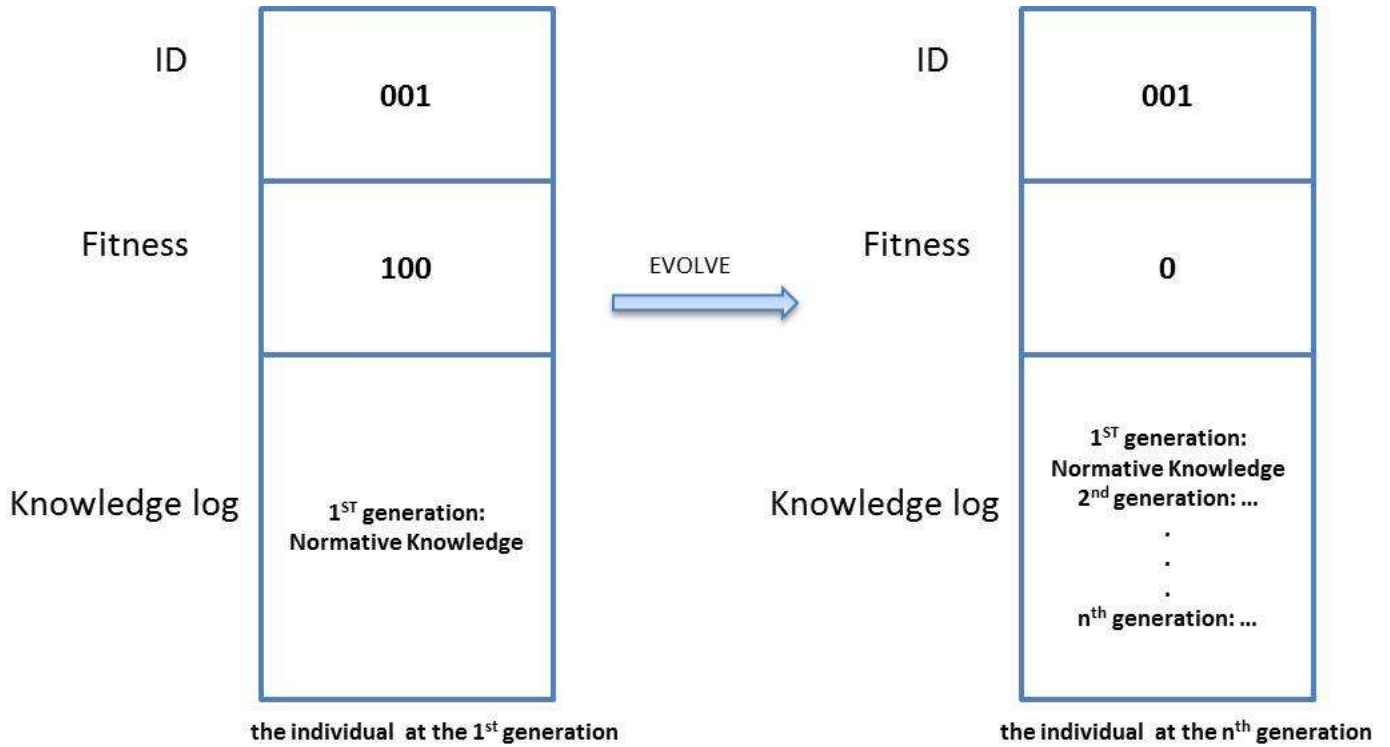 ID
001
Fitness
100
Knowledge log
1ST generation:
Normative Knowledge
the individual at the 1st generation
EVOLVE
ID
001
Fitness
0
Knowledge log
1ST generation:
Normative Knowledge
2nd generation: ...
.
.
.
nth generation: ...
the individual at the nth generation